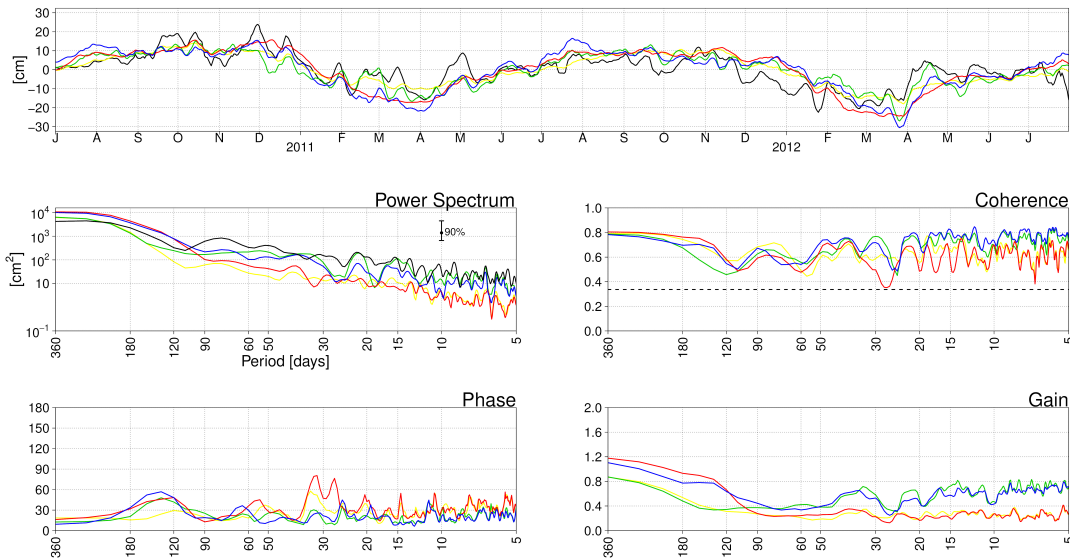 30
20
10
0
−10
−20
−30
[cm]
J A S O N D F M A M J J A S O N D F M A M J J
2011 2012
Power Spectrum
10⁴
10³
10²
10
10⁻¹
[cm²]
90%
360 180 120 90 60 50 30 20 15 10 5
Period [days]
Coherence
1.0
0.8
0.6
0.4
0.2
0.0
360 180 120 90 60 50 30 20 15 10 5
Phase
180
150
120
90
60
30
0
360 180 120 90 60 50 30 20 15 10 5
Gain
2.0
1.6
1.2
0.8
0.4
0.0
360 180 120 90 60 50 30 20 15 10 5